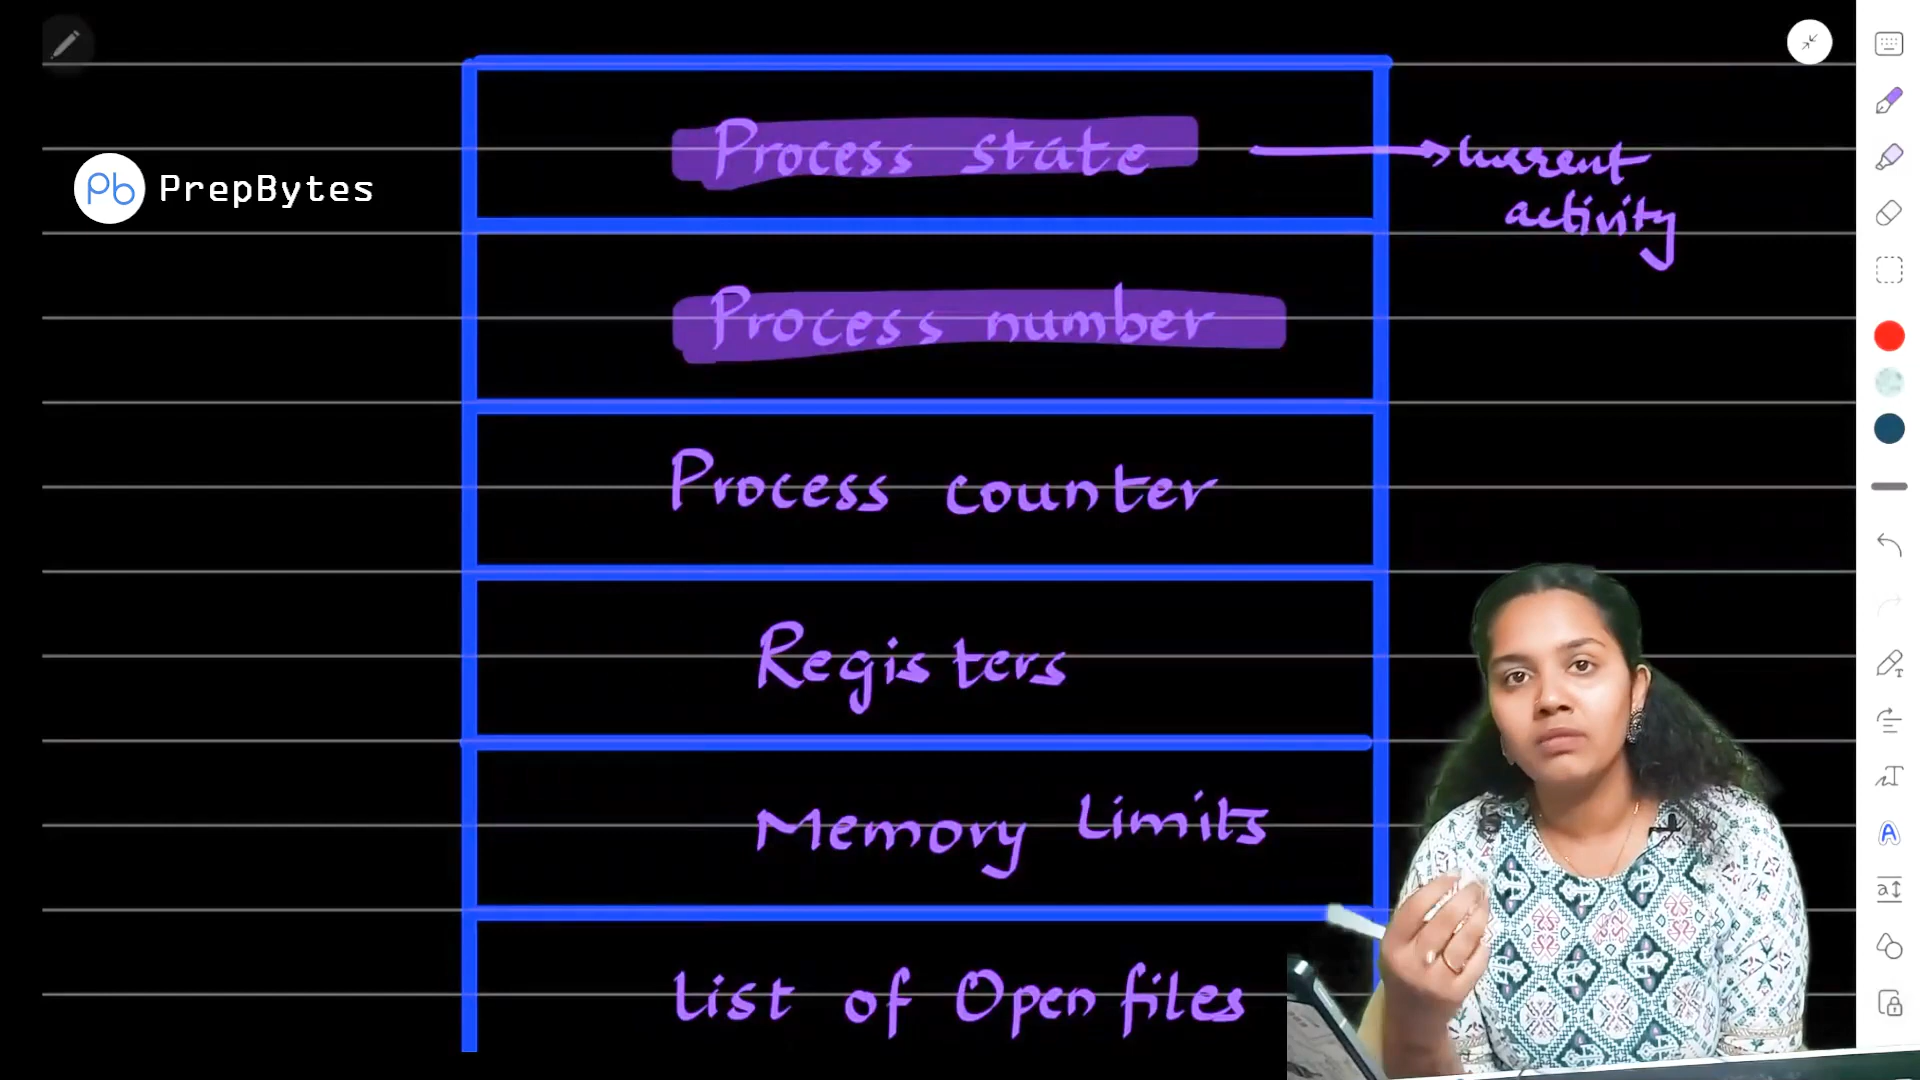 Process state
current
activity
PrepBytes
Process number
Process counter
Registers
Memory Limits
List of Open files